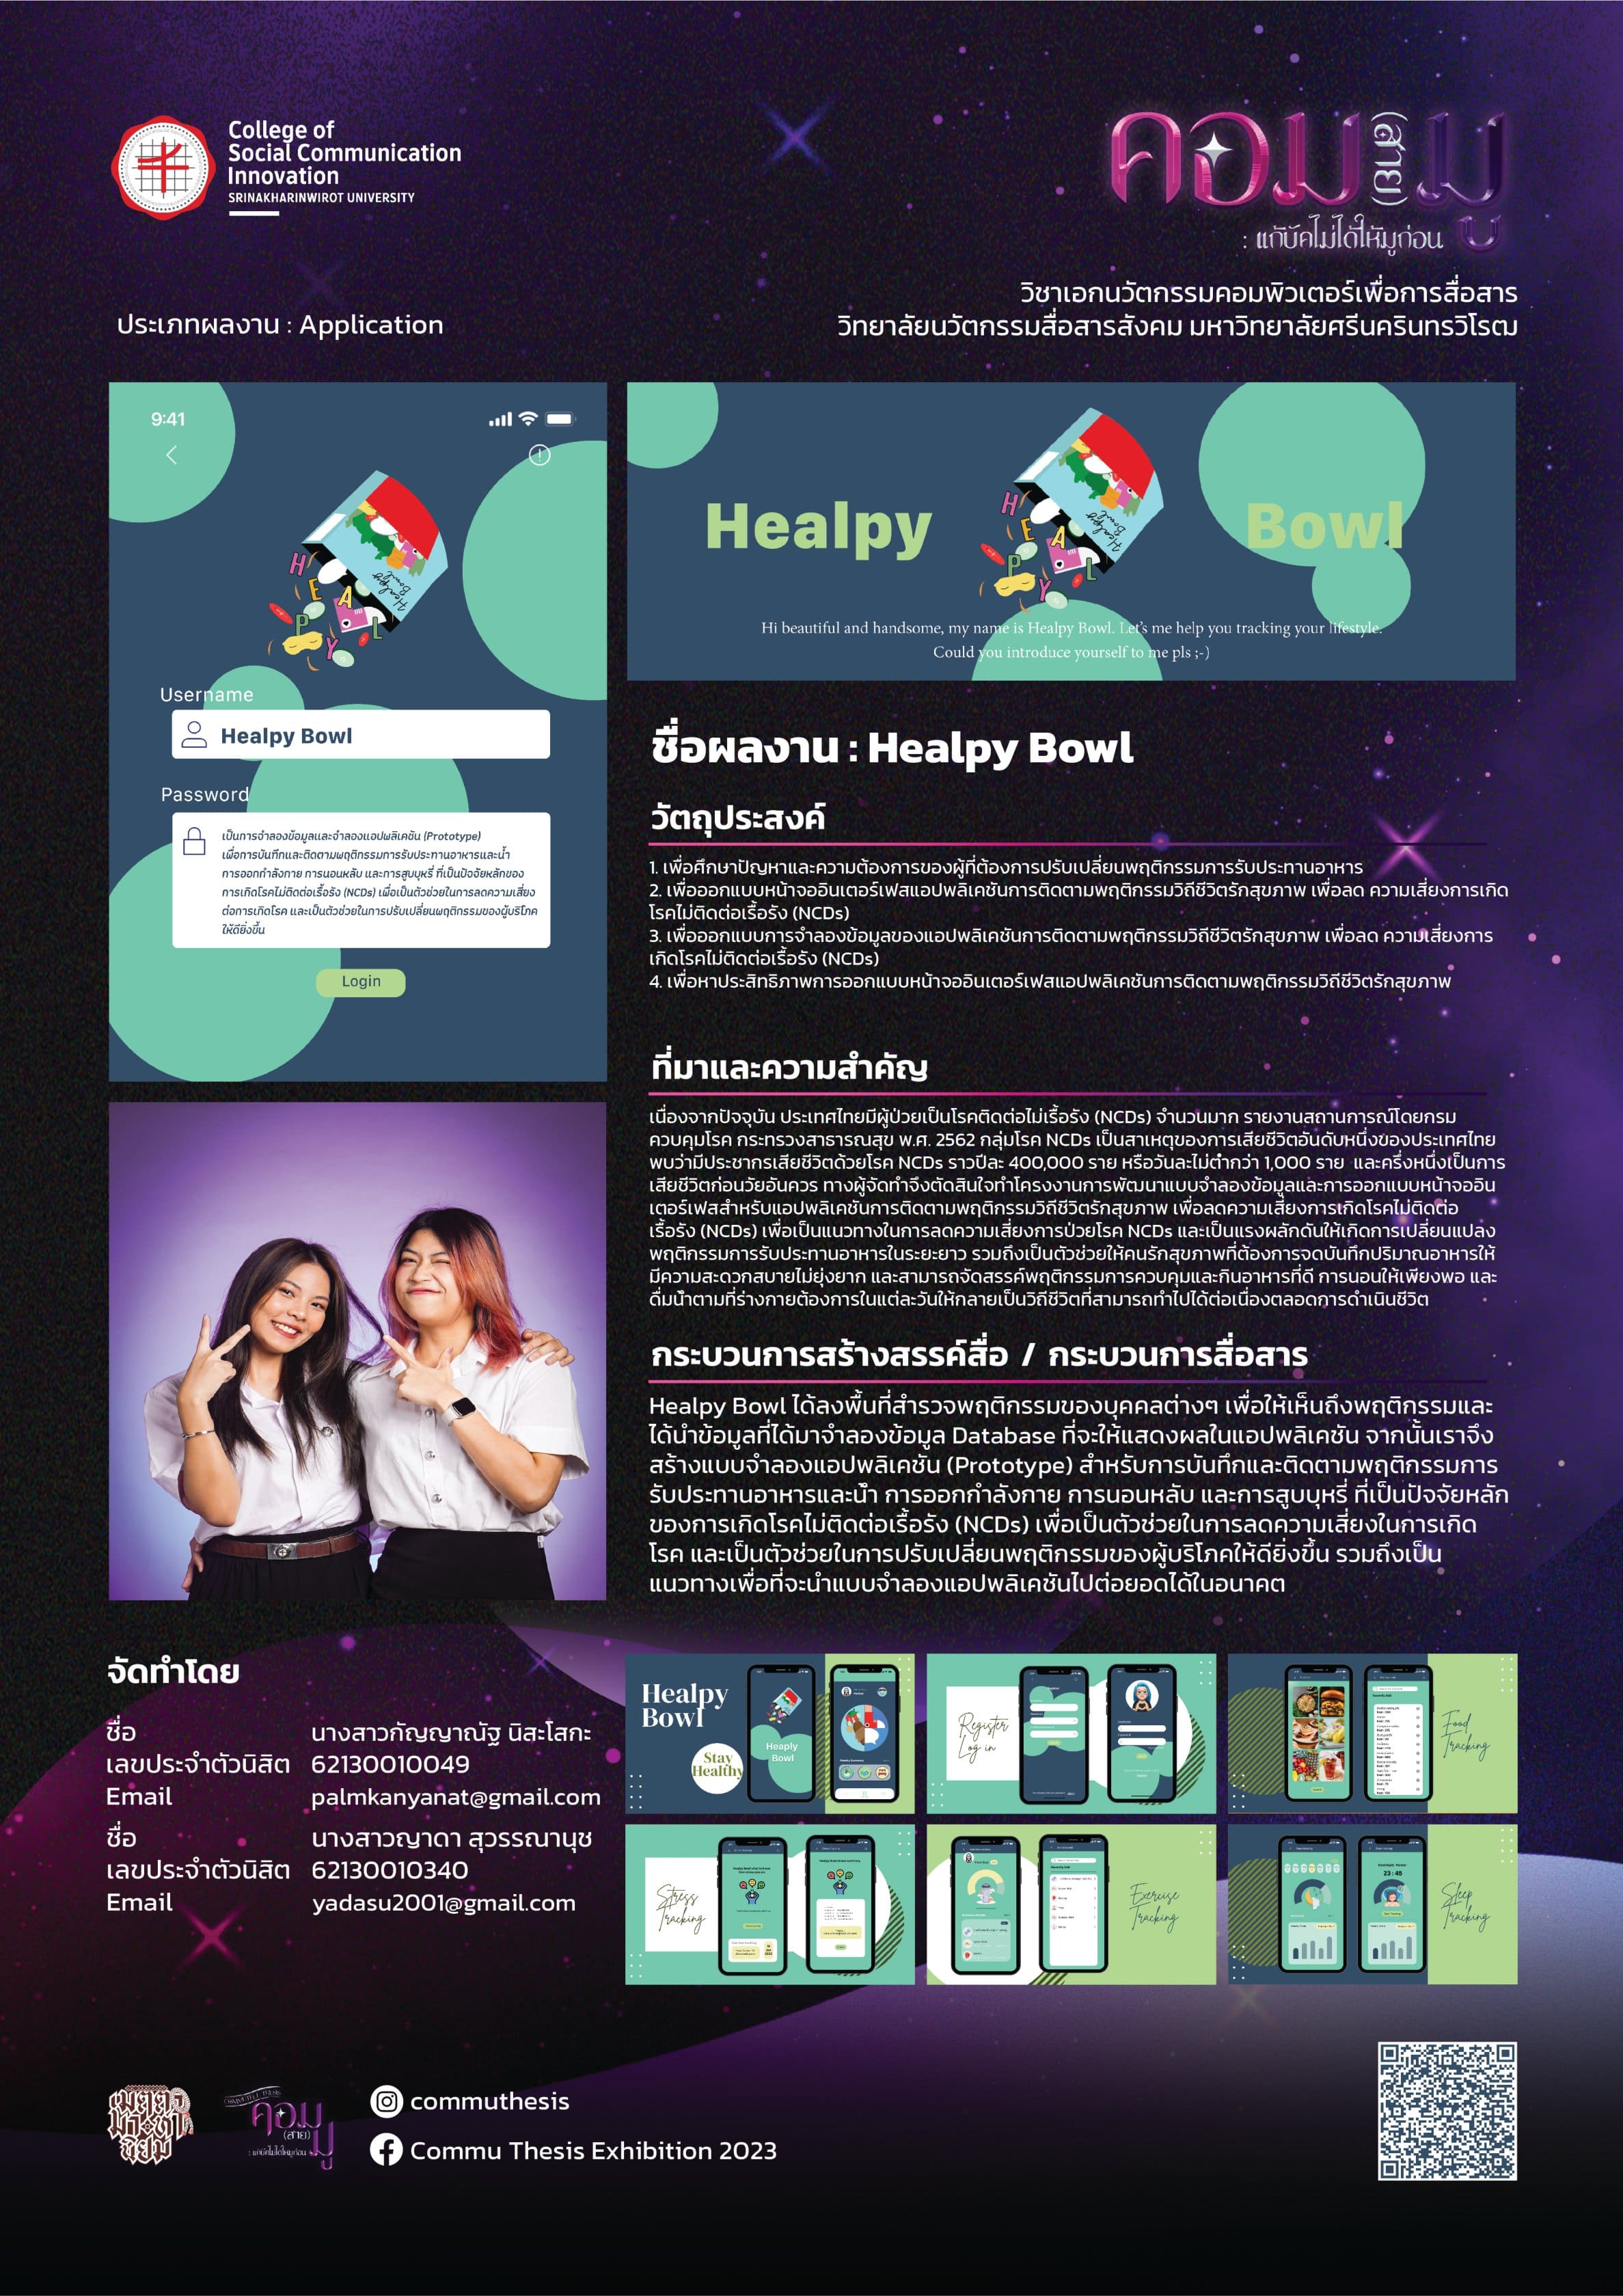 College of
Social Communication
Innovation
SRINAKHARINWIROT UNIVERSITY
คอม(สาย)มู
: แก้บัคไม่ได้ให้มูก่อน
วิชาเอกนวัตกรรมคอมพิวเตอร์เพื่อการสื่อสาร
วิทยาลัยนวัตกรรมสื่อสารสังคม มหาวิทยาลัยศรีนครินทรวิโรฒ
ประเภทผลงาน : Application
9:41
HEALPY
Healpy Bowl
Username
Healpy Bowl
Password
เป็นการจำลองข้อมูลและจำลองแอปพลิเคชัน (Prototype)
เพื่อการบันทึกและติดตามพฤติกรรมการรับประทานอาหารและน้ำ
การออกกำลังกาย การนอนหลับ และการสูบบุหรี่ ที่เป็นปัจจัยหลักของ
การเกิดโรคไม่ติดต่อเรื้อรัง (NCDs) เพื่อเป็นตัวช่วยในการลดความเสี่ยง
ต่อการเกิดโรค และเป็นตัวช่วยในการปรับเปลี่ยนพฤติกรรมของผู้บริโภค
ให้ดียิ่งขึ้น
Login
Healpy Bowl
HEALPY
Healpy Bowl
Hi beautiful and handsome, my name is Healpy Bowl. Let's me help you tracking your lifestyle.
Could you introduce yourself to me pls ;-)
ชื่อผลงาน : Healpy Bowl
วัตถุประสงค์
1. เพื่อศึกษาปัญหาและความต้องการของผู้ที่ต้องการปรับเปลี่ยนพฤติกรรมการรับประทานอาหาร
2. เพื่อออกแบบหน้าจออินเตอร์เฟสแอปพลิเคชันการติดตามพฤติกรรมวิถีชีวิตรักสุขภาพ เพื่อลด ความเสี่ยงการเกิด
โรคไม่ติดต่อเรื้อรัง (NCDs)
3. เพื่อออกแบบการจำลองข้อมูลของแอปพลิเคชันการติดตามพฤติกรรมวิถีชีวิตรักสุขภาพ เพื่อลด ความเสี่ยงการ
เกิดโรคไม่ติดต่อเรื้อรัง (NCDs)
4. เพื่อหาประสิทธิภาพการออกแบบหน้าจออินเตอร์เฟสแอปพลิเคชันการติดตามพฤติกรรมวิถีชีวิตรักสุขภาพ
ที่มาและความสำคัญ
เนื่องจากปัจจุบัน ประเทศไทยมีผู้ป่วยเป็นโรคติดต่อไม่เรื้อรัง (NCDs) จำนวนมาก รายงานสถานการณ์โดยกรม
ควบคุมโรค กระทรวงสาธารณสุข พ.ศ. 2562 กลุ่มโรค NCDs เป็นสาเหตุของการเสียชีวิตอันดับหนึ่งของประเทศไทย
พบว่ามีประชากรเสียชีวิตด้วยโรค NCDs ราวปีละ 400,000 ราย หรือวันละไม่ต่ำกว่า 1,000 ราย และครึ่งหนึ่งเป็นการ
เสียชีวิตก่อนวัยอันควร ทางผู้จัดทำจึงตัดสินใจทำโครงงานการพัฒนาแบบจำลองข้อมูลและการออกแบบหน้าจออิน
เตอร์เฟสสำหรับแอปพลิเคชันการติดตามพฤติกรรมวิถีชีวิตรักสุขภาพ เพื่อลดความเสี่ยงการเกิดโรคไม่ติดต่อ
เรื้อรัง (NCDs) เพื่อเป็นแนวทางในการลดความเสี่ยงการป่วยโรค NCDs และเป็นแรงผลักดันให้เกิดการเปลี่ยนแปลง
พฤติกรรมการรับประทานอาหารในระยะยาว รวมถึงเป็นตัวช่วยให้คนรักสุขภาพที่ต้องการจดบันทึกปริมาณอาหารให้
มีความสะดวกสบายไม่ยุ่งยาก และสามารถจัดสรรค์พฤติกรรมการควบคุมและกินอาหารที่ดี การนอนให้เพียงพอ และ
ดื่มน้ำตามที่ร่างกายต้องการในแต่ละวันให้กลายเป็นวิถีชีวิตที่สามารถทำไปได้ต่อเนื่องตลอดการดำเนินชีวิต
กระบวนการสร้างสรรค์สื่อ / กระบวนการสื่อสาร
Healpy Bowl ได้ลงพื้นที่สำรวจพฤติกรรมของบุคคลต่างๆ เพื่อให้เห็นถึงพฤติกรรมและ
ได้นำข้อมูลที่ได้มาจำลองข้อมูล Database ที่จะให้แสดงผลในแอปพลิเคชัน จากนั้นเราจึง
สร้างแบบจำลองแอปพลิเคชัน (Prototype) สำหรับการบันทึกและติดตามพฤติกรรมการ
รับประทานอาหารและน้ำ การออกกำลังกาย การนอนหลับ และการสูบบุหรี่ ที่เป็นปัจจัยหลัก
ของการเกิดโรคไม่ติดต่อเรื้อรัง (NCDs) เพื่อเป็นตัวช่วยในการลดความเสี่ยงในการเกิด
โรค และเป็นตัวช่วยในการปรับเปลี่ยนพฤติกรรมของผู้บริโภคให้ดียิ่งขึ้น รวมถึงเป็น
แนวทางเพื่อที่จะนำแบบจำลองแอปพลิเคชันไปต่อยอดได้ในอนาคต
จัดทำโดย
ชื่อ นางสาวกัญญาณัฐ นิสะโสกะ
เลขประจำตัวนิสิต 62130010049
Email palmkanyanat@gmail.com
ชื่อ นางสาวญาดา สุวรรณานุช
เลขประจำตัวนิสิต 62130010340
Email yadasu2001@gmail.com
Healpy
Bowl
Stay
Healthy
Heaply
Bowl
Register
Log in
Food
Tracking
Stress
Tracking
Exercise
Tracking
23:45
Sleep
Tracking
คอม
(สาย)
มู
: แก้บัคไม่ได้ให้มูก่อน
commuthesis
Commu Thesis Exhibition 2023